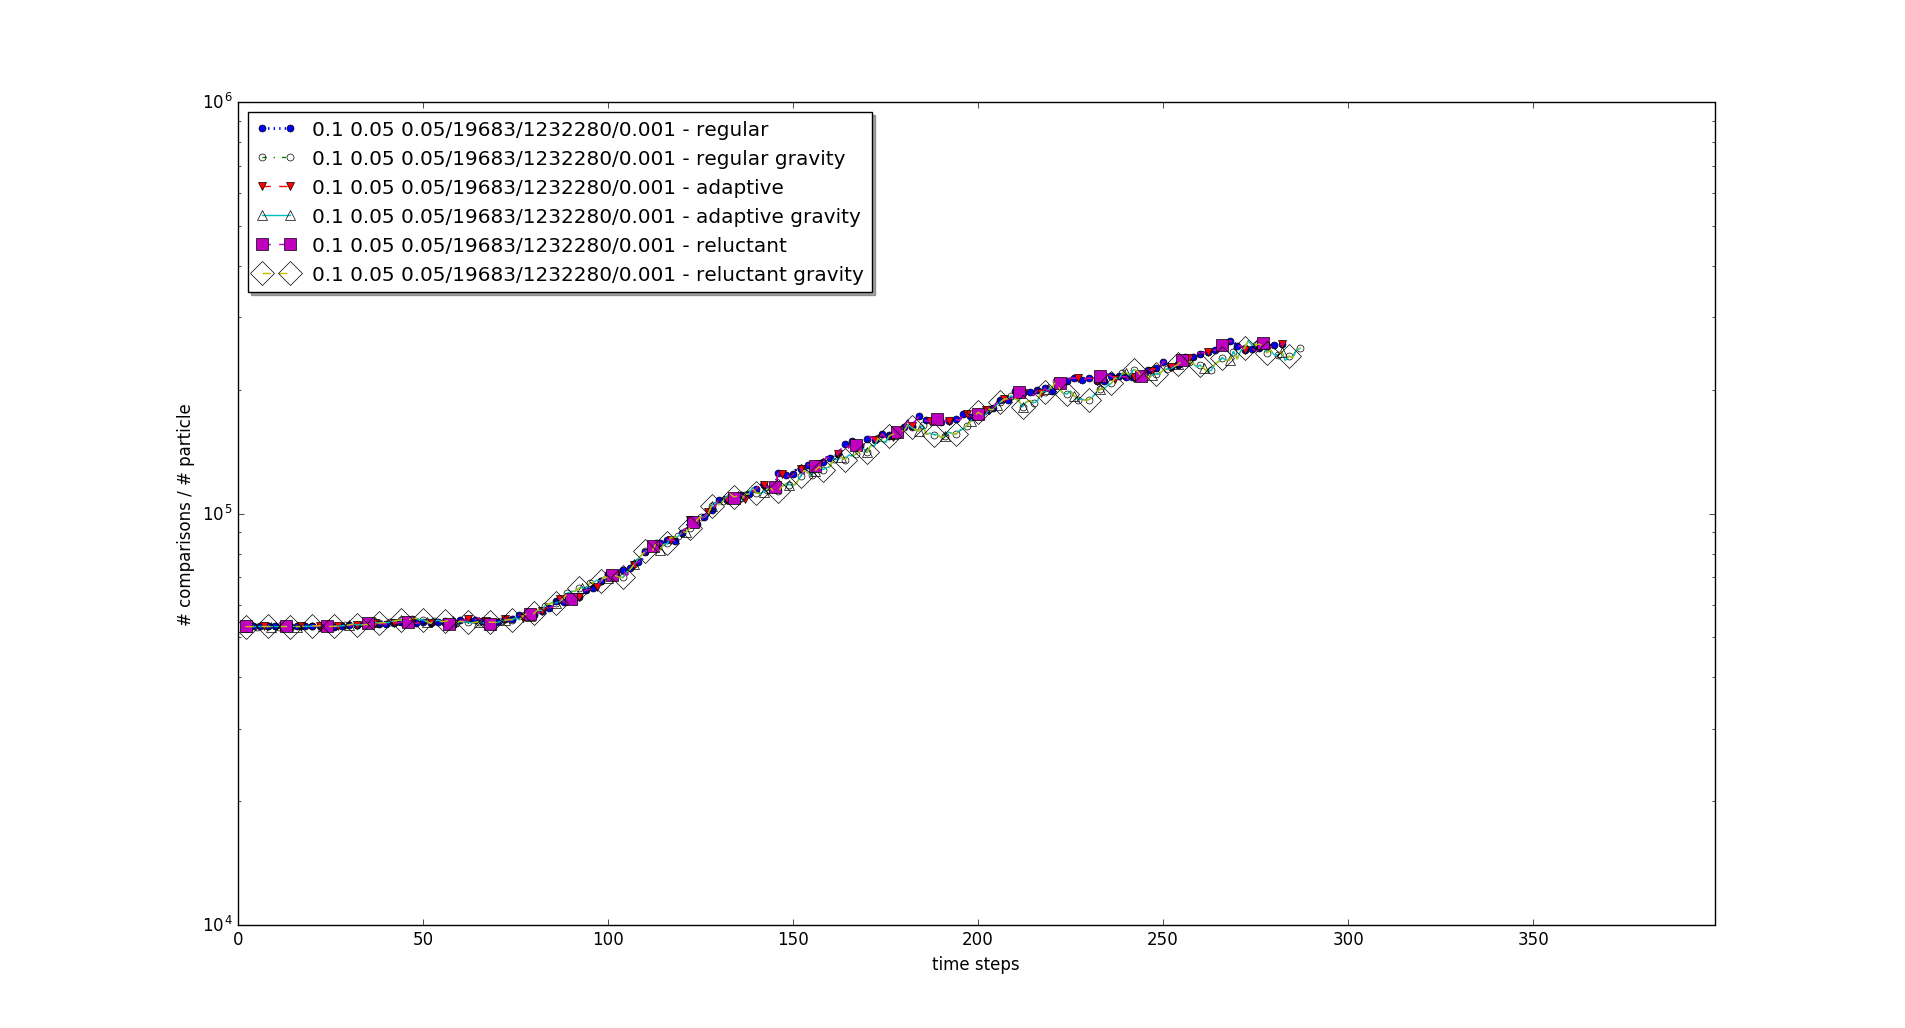 10^6
0.1 0.05 0.05/19683/1232280/0.001 - regular
0.1 0.05 0.05/19683/1232280/0.001 - regular gravity
0.1 0.05 0.05/19683/1232280/0.001 - adaptive
0.1 0.05 0.05/19683/1232280/0.001 - adaptive gravity
0.1 0.05 0.05/19683/1232280/0.001 - reluctant
0.1 0.05 0.05/19683/1232280/0.001 - reluctant gravity
# comparisons / # particle
10^5
10^4
0 50 100 150 200 250 300 350
time steps